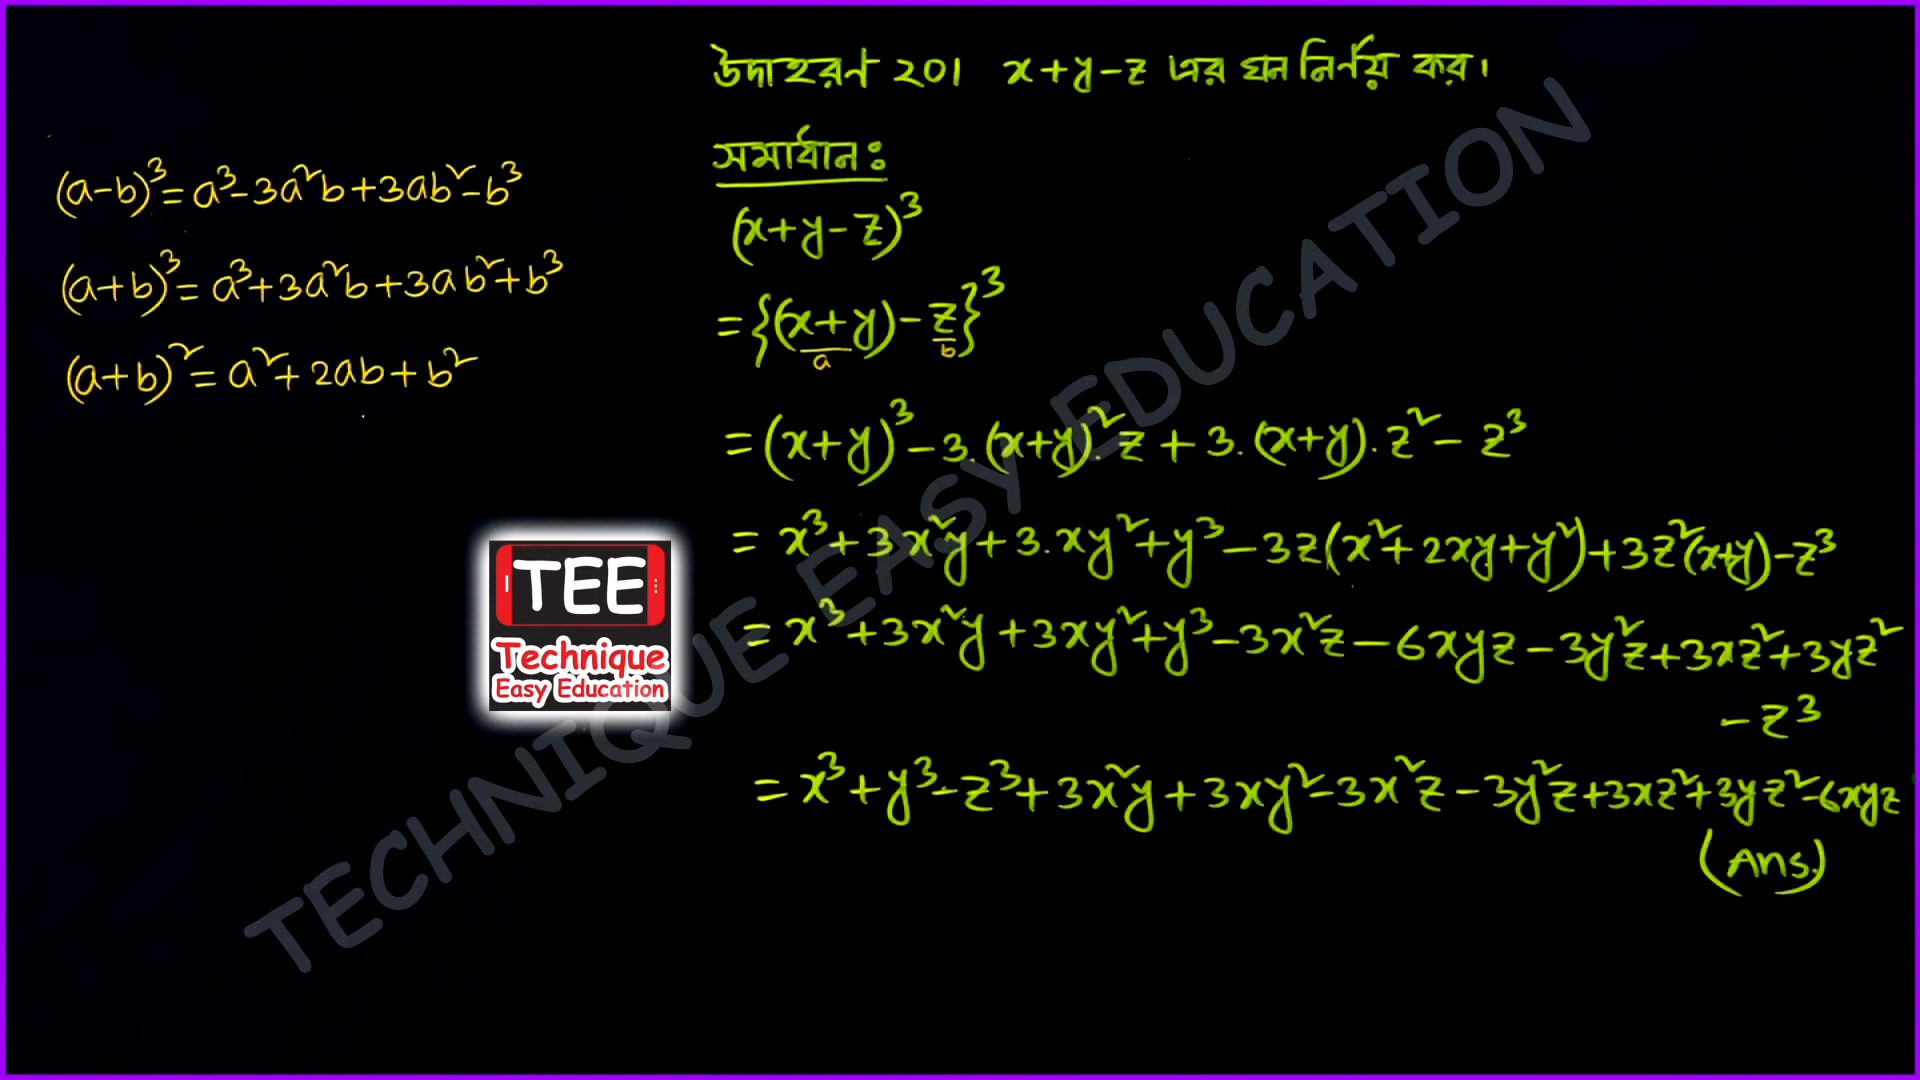 উদাহরণ ২০। x+y-z এর ঘন নির্ণয় কর।
সমাধান:
(a-b)³ = a³-3a²b+3ab²-b³
(a+b)³ = a³+3a²b+3ab²+b³
(a+b)² = a²+2ab+b²
(x+y-z)³
= {(x+y)-z}³
a b
= (x+y)³-3.(x+y)².z+3.(x+y).z²-z³
= x³+3x²y+3.xy²+y³-3z(x²+2xy+y²)+3z²(x+y)-z³
= x³+3x²y+3xy²+y³-3x²z-6xyz-3y²z+3xz²+3yz²
-z³
= x³+y³-z³+3x²y+3xy²-3x²z-3y²z+3xz²+3yz²-6xyz
(Ans.)
TEE
Technique
Easy Education
TECHNIQUE EASY EDUCATION